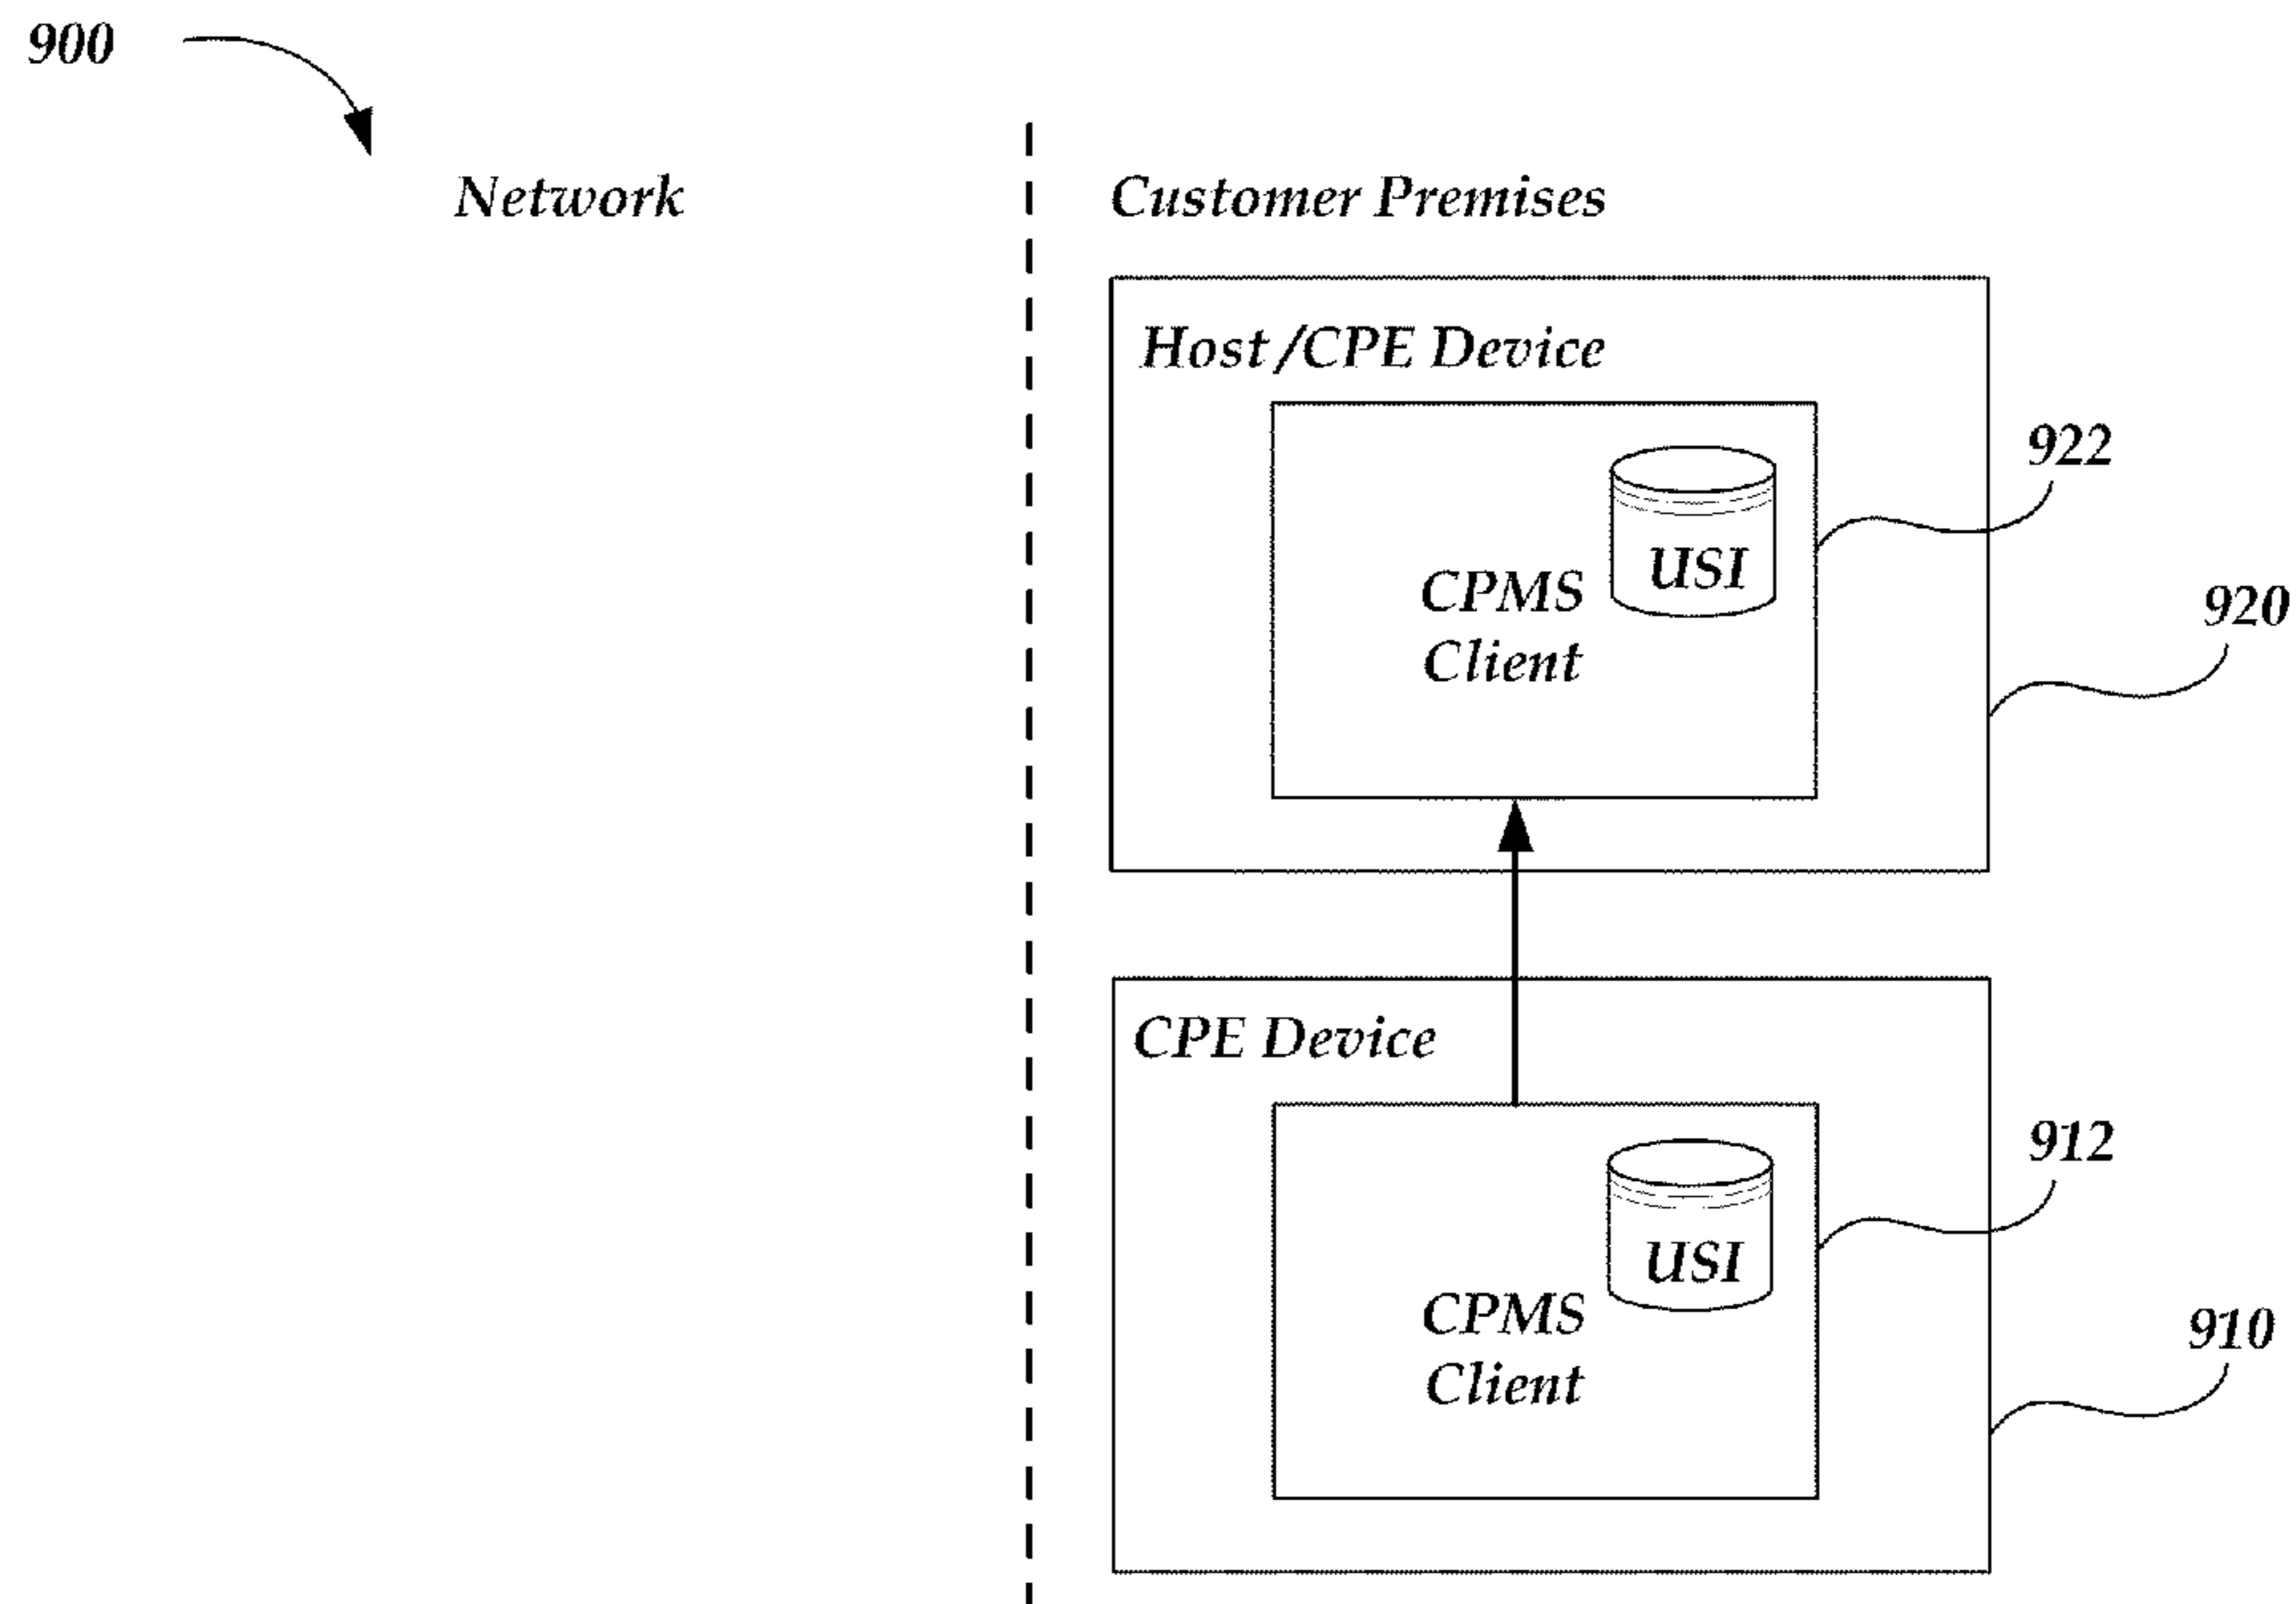 900
Network
Customer Premises
Host/CPE Device
922
USI
CPMS
Client
920
CPE Device
912
USI
CPMS
Client
910